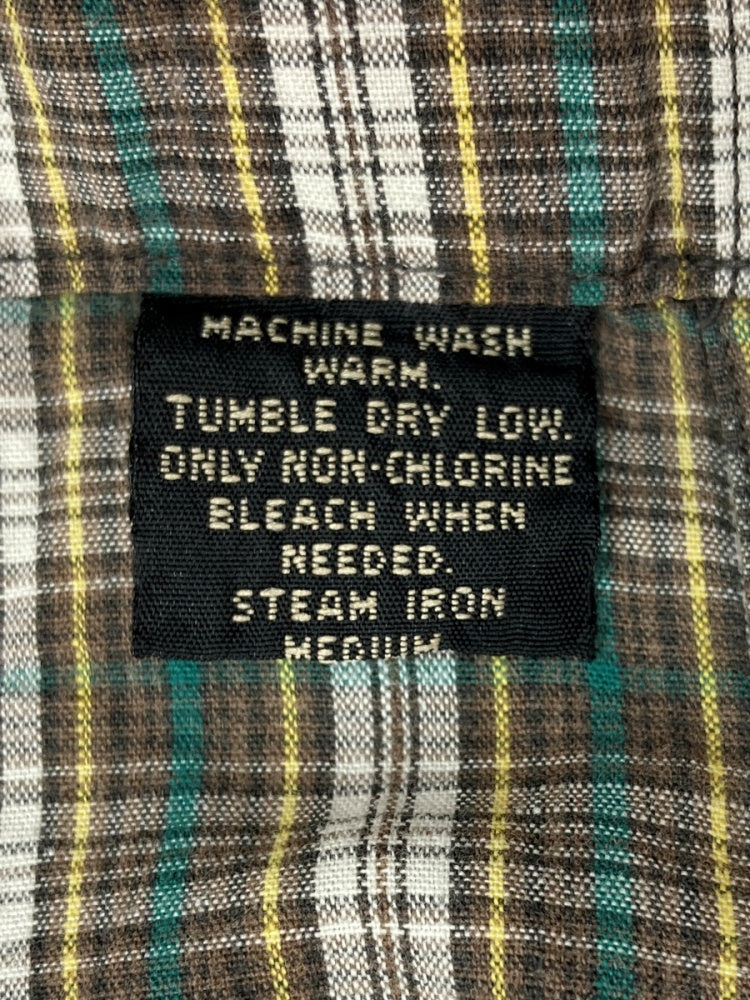 MACHINE WASH
WARM.
TUMBLE DRY LOW.
ONLY NON-CHLORINE
BLEACH WHEN
NEEDED.
STEAM IRON
MEDIUM.